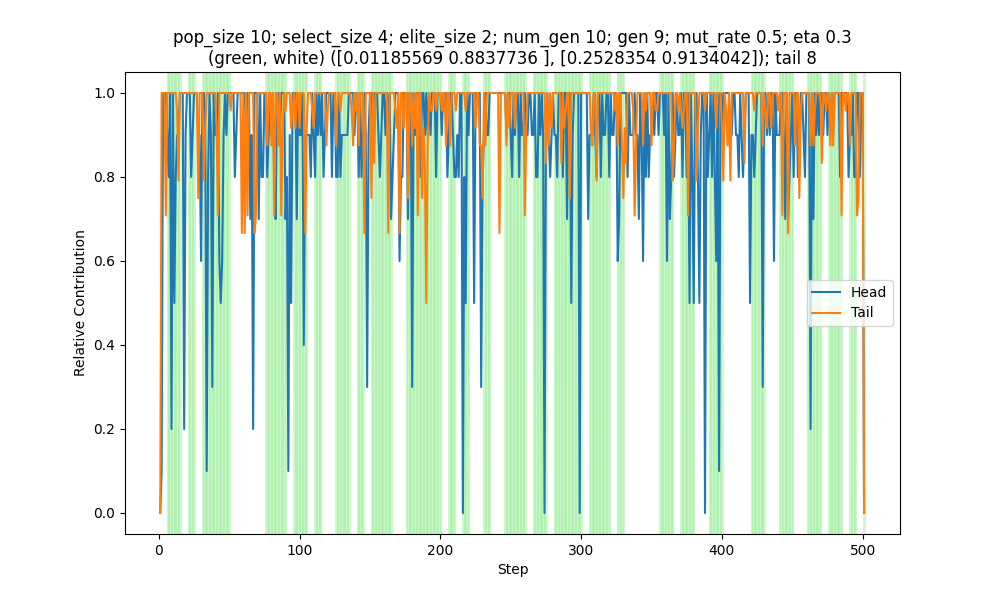 pop_size 10; select_size 4; elite_size 2; num_gen 10; gen 9; mut_rate 0.5; eta 0.3
(green, white) ([0.01185569 0.8837736 ], [0.2528354 0.9134042]); tail 8
1.0
0.8
0.6
0.4
0.2
0.0
Relative Contribution
Head
Tail
0
100
200
300
400
500
Step